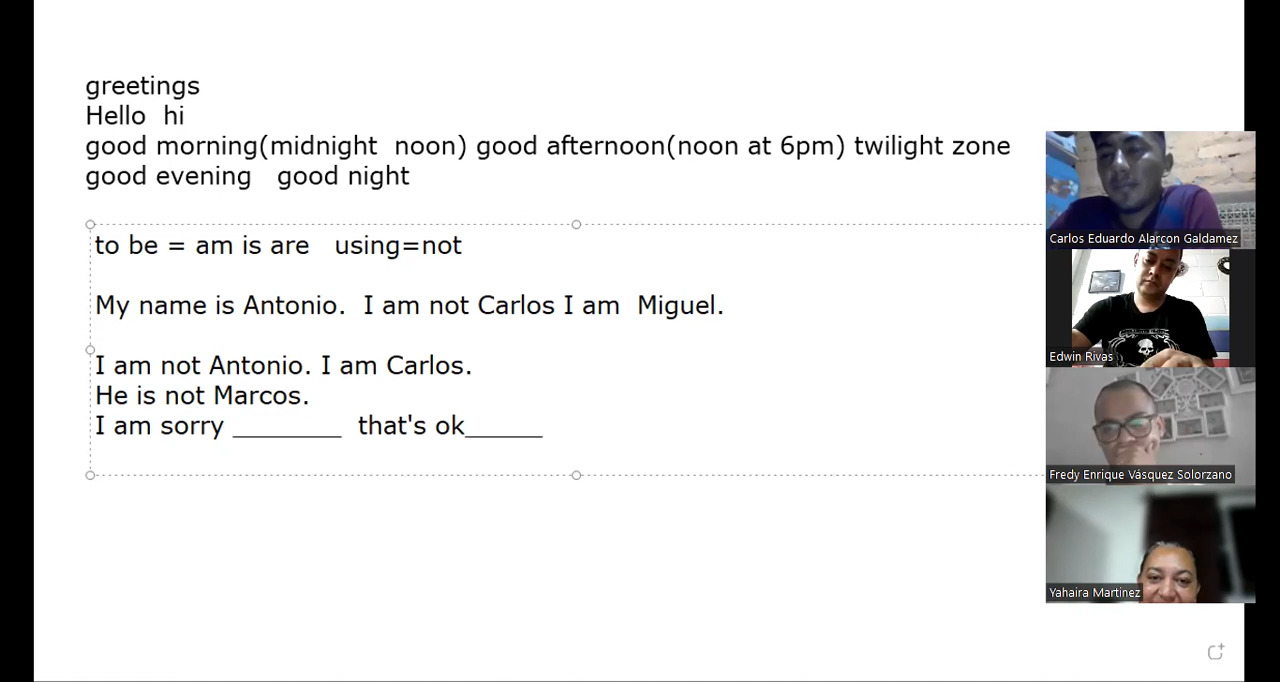 greetings
Hello  hi
good morning(midnight  noon) good afternoon(noon at 6pm) twilight zone
good evening   good night
to be = am is are   using=not
My name is Antonio.  I am not Carlos I am  Miguel.
I am not Antonio. I am Carlos.
He is not Marcos.
I am sorry ________  that's ok______
Carlos Eduardo Alarcon Galdamez
Edwin Rivas
Fredy Enrique Vásquez Solorzano
Yahaira Martinez